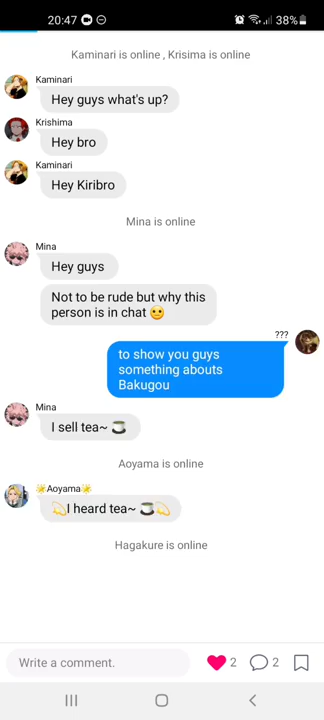 20:47 38%
Kaminari is online , Krisima is online
Kaminari
Hey guys what's up?
Krishima
Hey bro
Kaminari
Hey Kiribro
Mina is online
Mina
Hey guys
Not to be rude but why this
person is in chat 😐
???
to show you guys
something abouts
Bakugou
Mina
I sell tea~ ☕
Aoyama is online
🌟Aoyama🌟
💫I heard tea~ ☕💫
Hagakure is online
Write a comment. 2 2